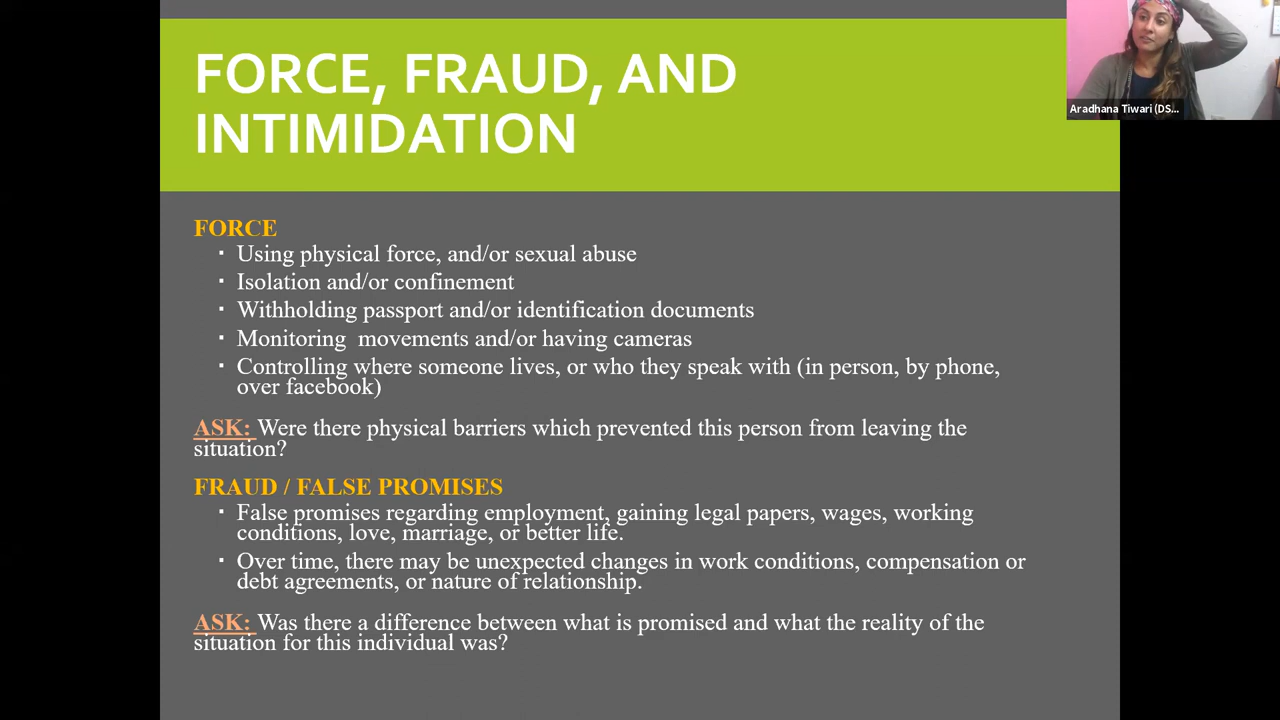 FORCE, FRAUD, AND
INTIMIDATION
Aradhana Tiwari (DS...
FORCE
▪ Using physical force, and/or sexual abuse
▪ Isolation and/or confinement
▪ Withholding passport and/or identification documents
▪ Monitoring  movements and/or having cameras
▪ Controlling where someone lives, or who they speak with (in person, by phone,
over facebook)
ASK: Were there physical barriers which prevented this person from leaving the
situation?
FRAUD / FALSE PROMISES
▪ False promises regarding employment, gaining legal papers, wages, working
conditions, love, marriage, or better life.
▪ Over time, there may be unexpected changes in work conditions, compensation or
debt agreements, or nature of relationship.
ASK: Was there a difference between what is promised and what the reality of the
situation for this individual was?